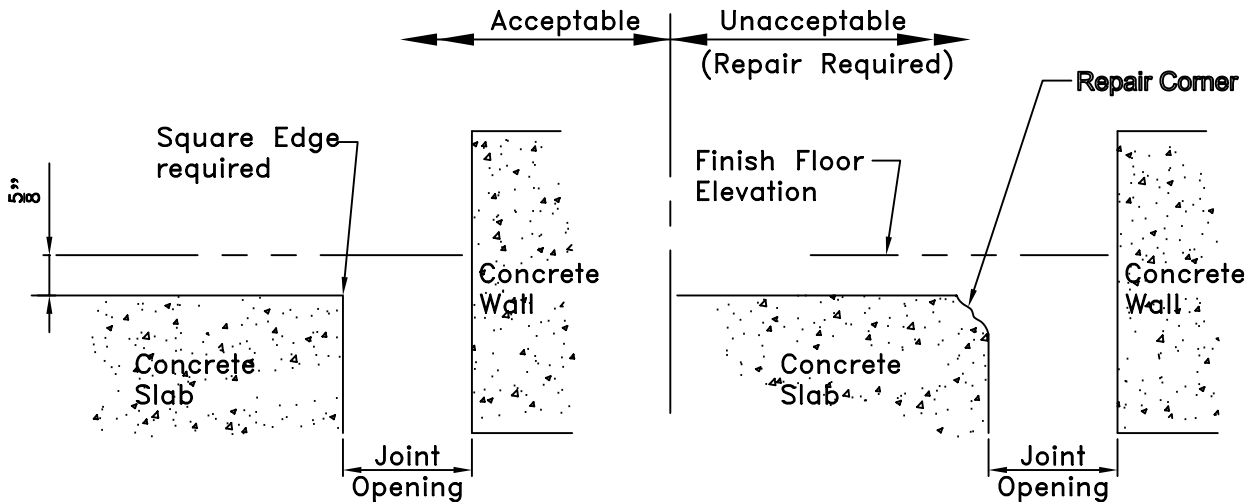 Acceptable
Unacceptable
(Repair Required)
Repair Corner
Square Edge
required
Finish Floor
Elevation
5"
8
Concrete
Wall
Concrete
Wall
Concrete
Slab
Concrete
Slab
Joint
Opening
Joint
Opening